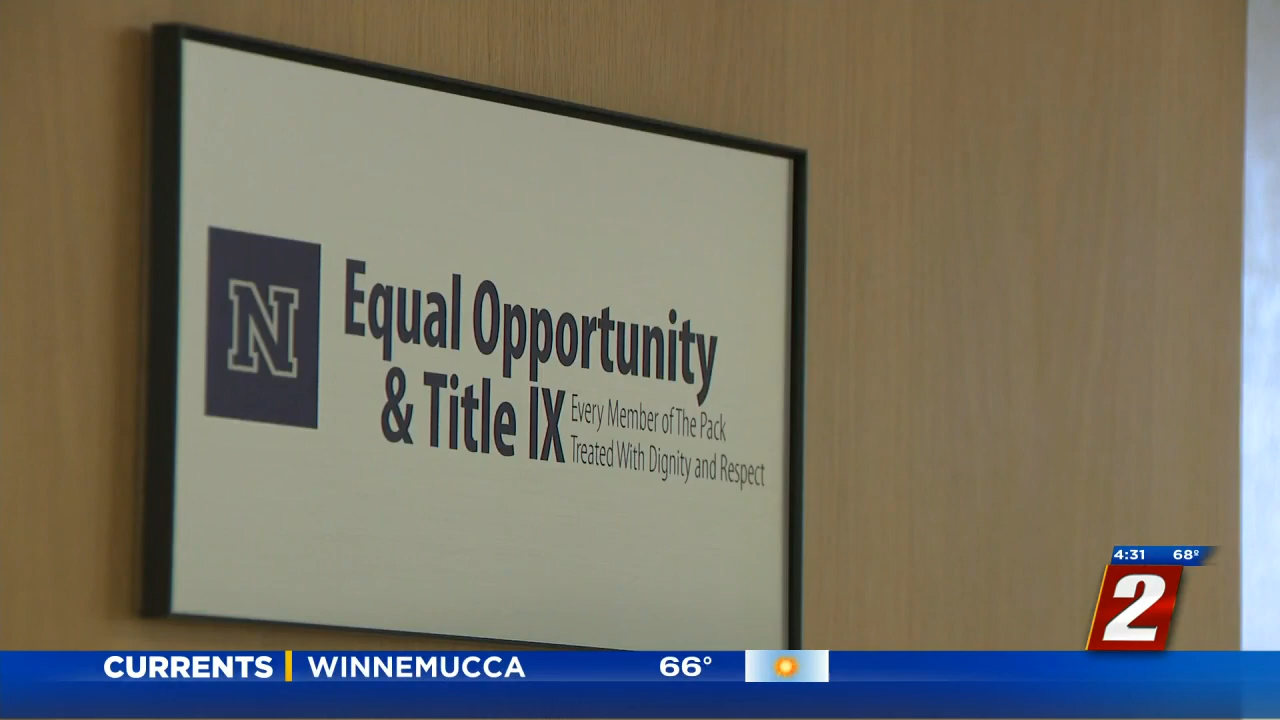 N
Equal Opportunity
& Title IX
Every Member of The Pack
Treated With Dignity and Respect
4:31 68º
2
CURRENTS WINNEMUCCA 66°